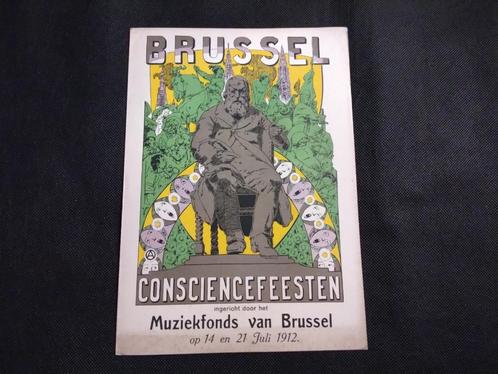 BRUSSEL
CONSCIENCEFEESTEN
ingericht door het
Muziekfonds van Brussel
op 14 en 21 Juli 1912.